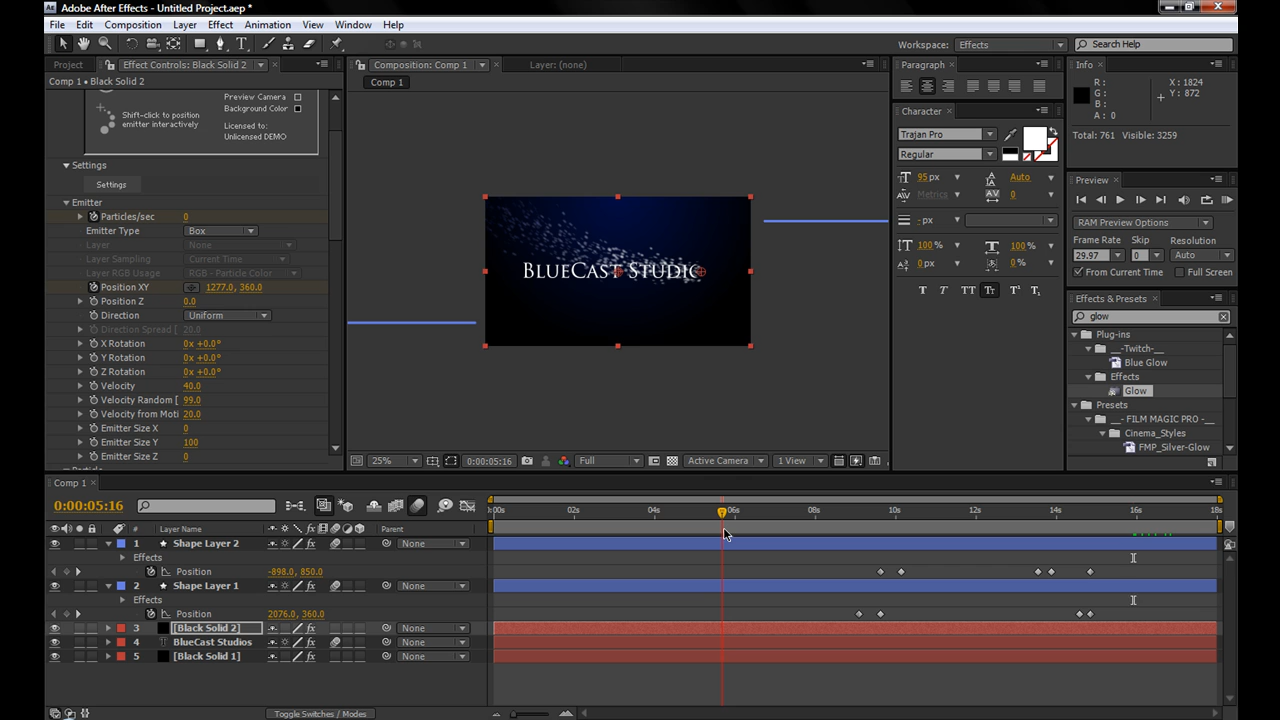 Adobe After Effects - Untitled Project.aep *
File Edit Composition Layer Effect Animation View Window Help
Workspace: Effects Search Help
Project Effect Controls: Black Solid 2
Comp 1 • Black Solid 2
Preview Camera
Background Color
Shift-click to position
emitter interactively
Licensed to:
Unlicensed DEMO
Settings
Settings
Emitter
Particles/sec 0
Emitter Type Box
Layer None
Layer Sampling Current Time
Layer RGB Usage RGB - Particle Color
Position XY 1277.0, 360.0
Position Z 0.0
Direction Uniform
Direction Spread [ 20.0
X Rotation 0x +0.0°
Y Rotation 0x +0.0°
Z Rotation 0x +0.0°
Velocity 40.0
Velocity Random [ 99.0
Velocity from Moti 20.0
Emitter Size X 0
Emitter Size Y 100
Emitter Size Z 0
Composition: Comp 1 Layer: (none)
Comp 1
BlueCast Studio
25% 0:00:05:16 Full Active Camera 1 View
Paragraph
Character
Trajan Pro
Regular
95 px Auto
Metrics 0
- px
100 % 100 %
0 px 0 %
T T TT Tт T¹ T₁
Info
R :
G :
B :
A : 0
X : 1824
Y : 872
Total: 761 Visible: 3259
Preview
RAM Preview Options
Frame Rate Skip Resolution
29.97 0 Auto
From Current Time Full Screen
Effects & Presets
glow
Plug-ins
__-Twitch-__
Blue Glow
Effects
Glow
Presets
__- FILM MAGIC PRO -__
Cinema_Styles
FMP_Silver-Glow
Comp 1
0:00:05:16
:00s 02s 04s 06s 08s 10s 12s 14s 16s 18s
# Layer Name Parent
1 Shape Layer 2 None
Effects
Position -898.0, 850.0
2 Shape Layer 1 None
Effects
Position 2076.0, 360.0
3 [Black Solid 2] None
4 BlueCast Studios None
5 [Black Solid 1] None
Toggle Switches / Modes